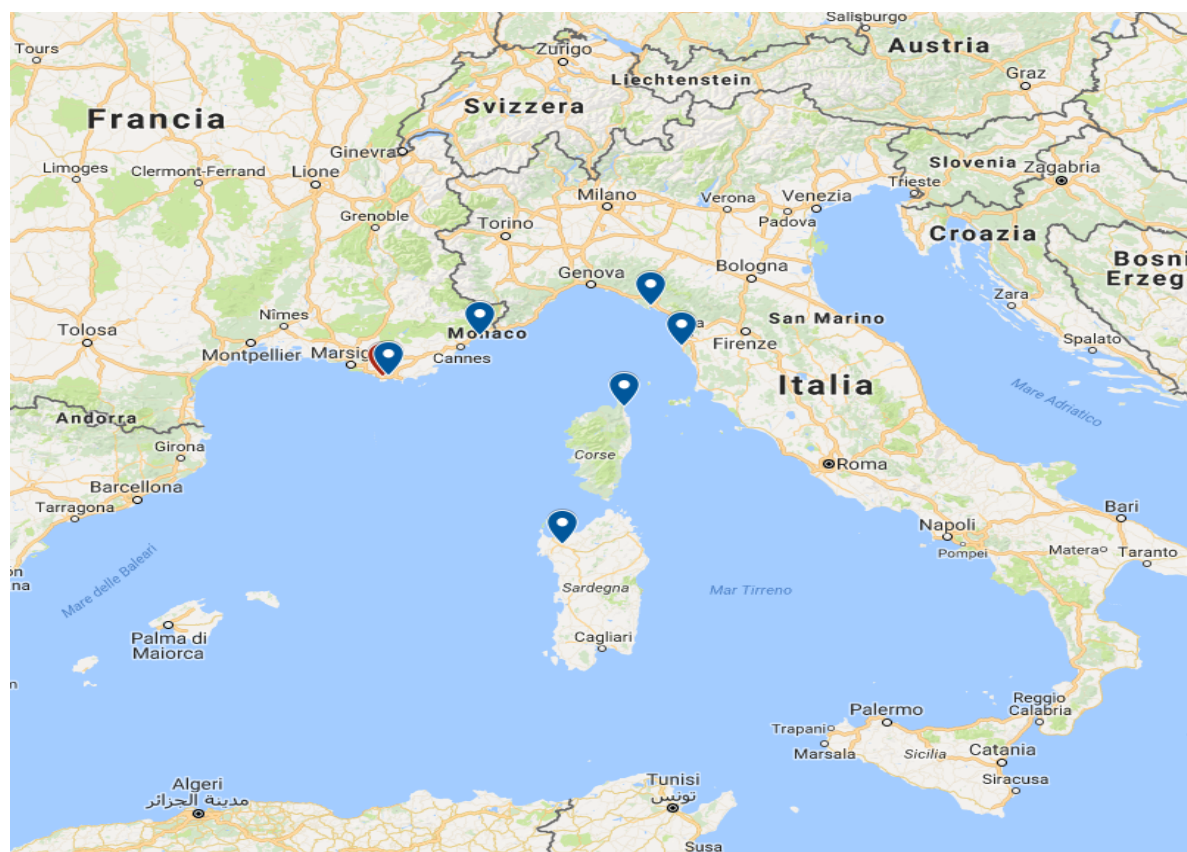 Salisburgo
Tours
Zurigo
Austria
Liechtenstein
Graz
Francia
Svizzera
Ginevra
Slovenia
Zagabria
Limoges
Clermont-Ferrand
Lione
Trieste
Milano
Verona
Venezia
Padova
Grenoble
Torino
Croazia
Bosni
Erzeg
Genova
Bologna
Zara
Nîmes
Tolosa
Monaco
San Marino
Spalato
Montpellier
Marsig
Cannes
Firenze
Italia
Mare Adriatico
Andorra
Girona
Corse
Roma
Barcellona
Tarragona
Bari
Napoli
Pompei
Matera
Taranto
on
na
Mare delle Baleari
Sardegna
Mar Tirreno
Palma di
Maiorca
Cagliari
Reggio
Calabria
Palermo
Trapani
Marsala
Sicilia
Catania
Siracusa
Algeri
مدينة الجزائر
Tunisi
تونس
Susa